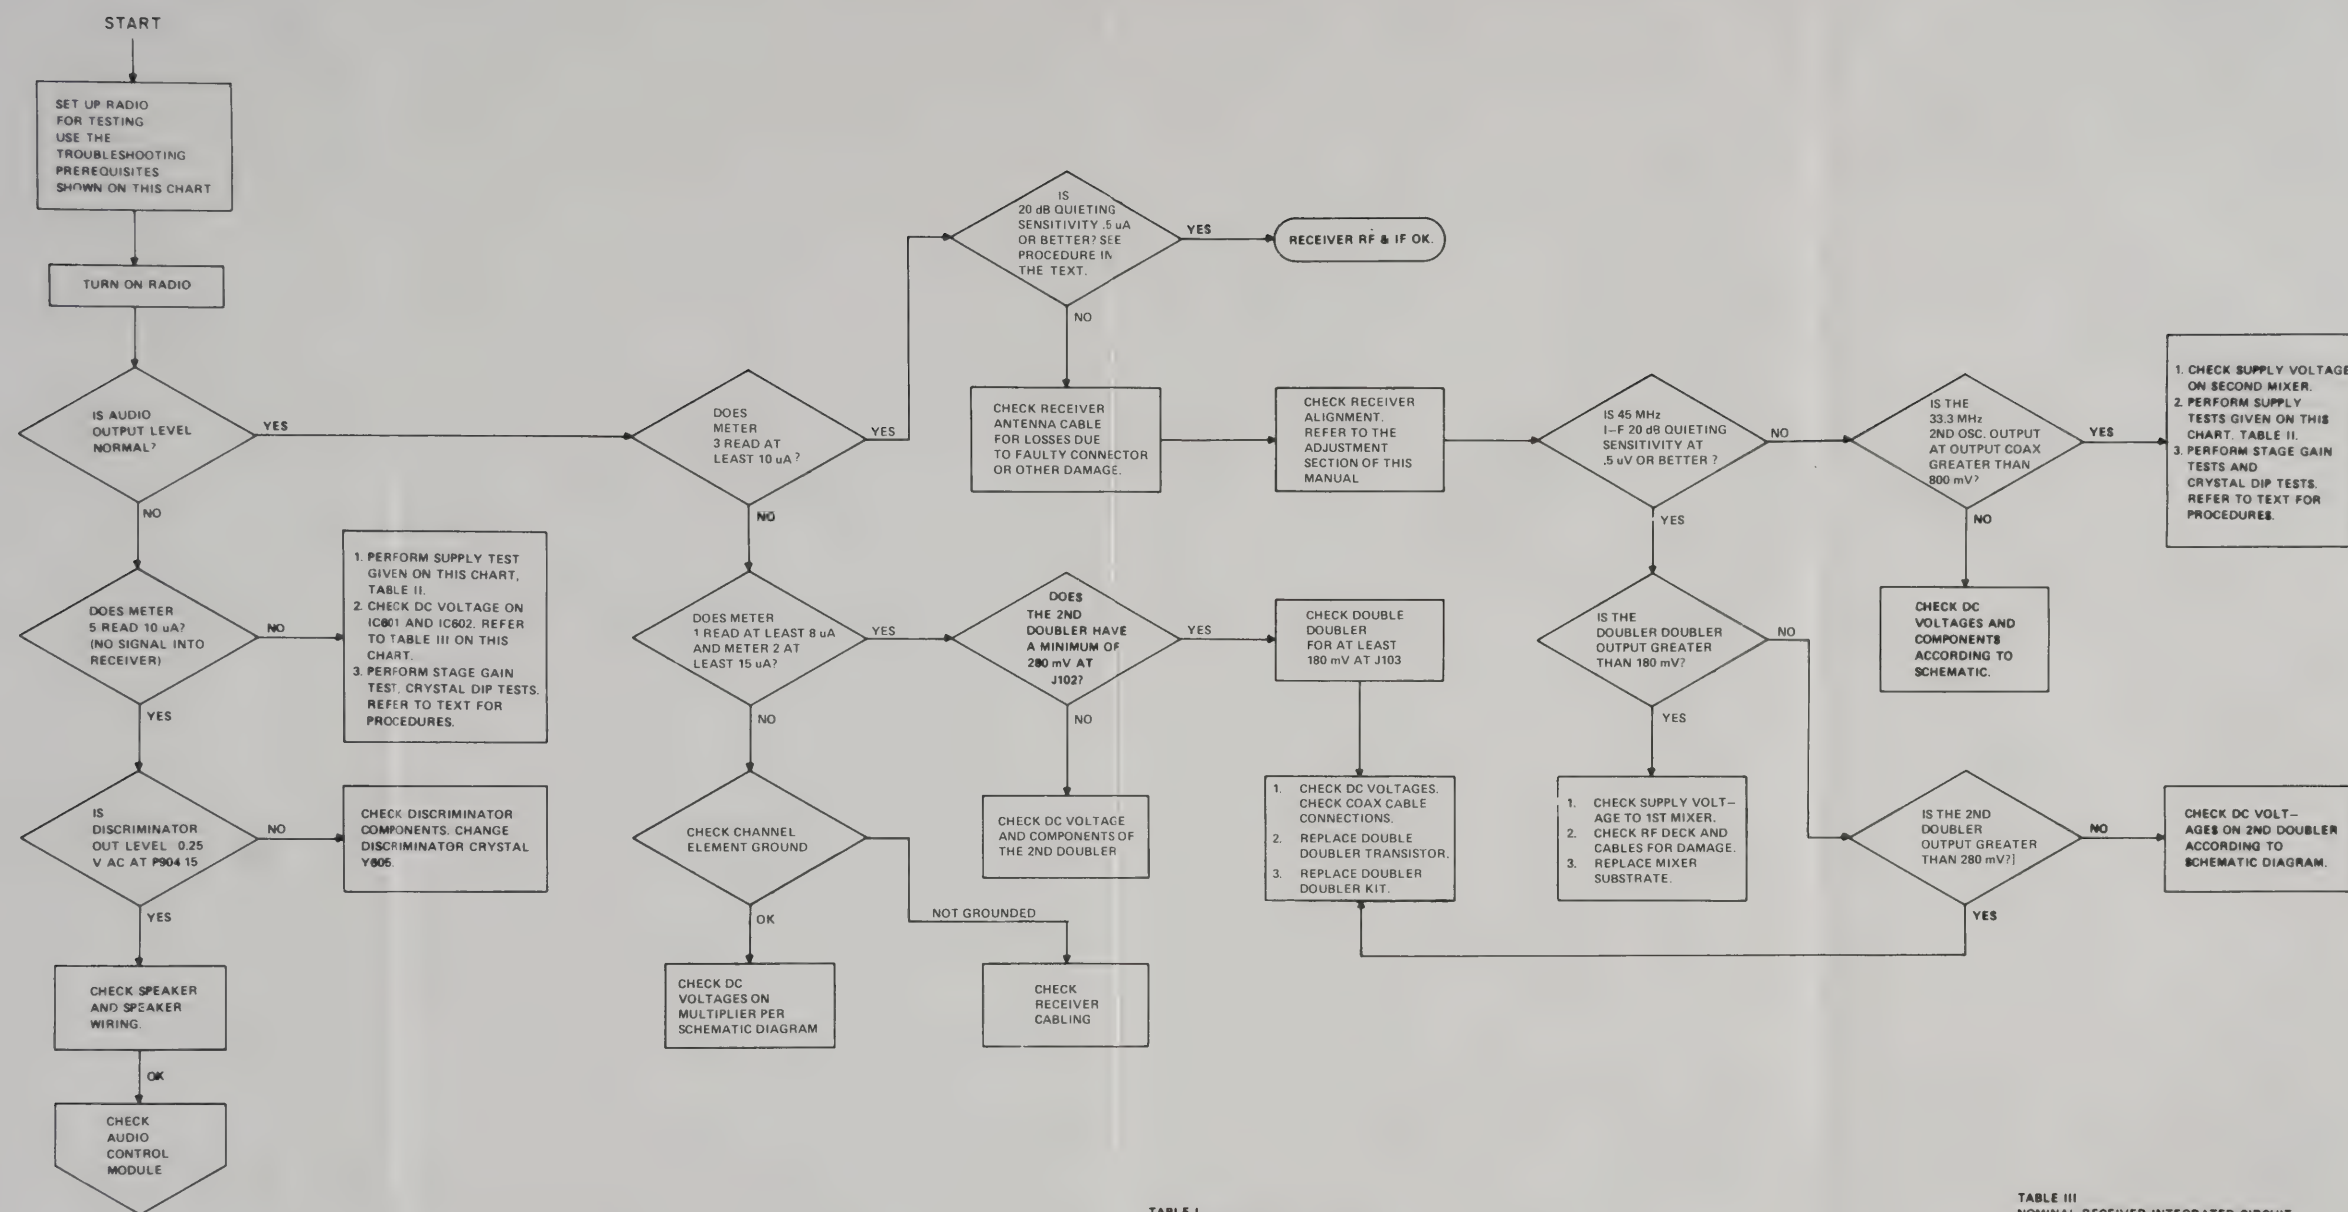 START
SET UP RADIO
FOR TESTING
USE THE
TROUBLESHOOTING
PREREQUISITES
SHOWN ON THIS CHART
TURN ON RADIO
IS AUDIO
OUTPUT LEVEL
NORMAL?
YES
NO
DOES METER
5 READ 10 uA?
(NO SIGNAL INTO
RECEIVER)
NO
YES
1. PERFORM SUPPLY TEST
GIVEN ON THIS CHART,
TABLE II.
2. CHECK DC VOLTAGE ON
IC601 AND IC602. REFER
TO TABLE III ON THIS
CHART.
3. PERFORM STAGE GAIN
TEST, CRYSTAL DIP TESTS.
REFER TO TEXT FOR
PROCEDURES.
IS
DISCRIMINATOR
OUT LEVEL 0.25
V AC AT P904 15
NO
YES
CHECK DISCRIMINATOR
COMPONENTS. CHANGE
DISCRIMINATOR CRYSTAL
Y605.
CHECK SPEAKER
AND SPEAKER
WIRING.
OK
CHECK
AUDIO
CONTROL
MODULE
DOES
METER
3 READ AT
LEAST 10 uA?
YES
NO
IS
20 dB QUIETING
SENSITIVITY .5 uA
OR BETTER? SEE
PROCEDURE IN
THE TEXT.
YES
NO
RECEIVER RF & IF OK.
CHECK RECEIVER
ANTENNA CABLE
FOR LOSSES DUE
TO FAULTY CONNECTOR
OR OTHER DAMAGE.
CHECK RECEIVER
ALIGNMENT.
REFER TO THE
ADJUSTMENT
SECTION OF THIS
MANUAL
DOES METER
1 READ AT LEAST 8 uA
AND METER 2 AT
LEAST 15 uA?
YES
NO
DOES
THE 2ND
DOUBLER HAVE
A MINIMUM OF
280 mV AT
J102?
YES
NO
CHECK DOUBLE
DOUBLER
FOR AT LEAST
180 mV AT J103
CHECK CHANNEL
ELEMENT GROUND
OK
NOT GROUNDED
CHECK DC
VOLTAGES ON
MULTIPLIER PER
SCHEMATIC DIAGRAM
CHECK DC VOLTAGE
AND COMPONENTS OF
THE 2ND DOUBLER
CHECK
RECEIVER
CABLING
1. CHECK DC VOLTAGES.
CHECK COAX CABLE
CONNECTIONS.
2. REPLACE DOUBLE
DOUBLER TRANSISTOR.
3. REPLACE DOUBLER
DOUBLER KIT.
IS 45 MHz
I-F 20 dB QUIETING
SENSITIVITY AT
.5 uV OR BETTER ?
NO
YES
IS THE
33.3 MHz
2ND OSC. OUTPUT
AT OUTPUT COAX
GREATER THAN
800 mV?
YES
NO
1. CHECK SUPPLY VOLTAGE
ON SECOND MIXER.
2. PERFORM SUPPLY
TESTS GIVEN ON THIS
CHART. TABLE II.
3. PERFORM STAGE GAIN
TESTS AND
CRYSTAL DIP TESTS.
REFER TO TEXT FOR
PROCEDURES.
CHECK DC
VOLTAGES AND
COMPONENTS
ACCORDING TO
SCHEMATIC.
IS THE
DOUBLER DOUBLER
OUTPUT GREATER
THAN 180 mV?
NO
YES
1. CHECK SUPPLY VOLT-
AGE TO 1ST MIXER.
2. CHECK RF DECK AND
CABLES FOR DAMAGE.
3. REPLACE MIXER
SUBSTRATE.
IS THE 2ND
DOUBLER
OUTPUT GREATER
THAN 280 mV?]
NO
YES
CHECK DC VOLT-
AGES ON 2ND DOUBLER
ACCORDING TO
SCHEMATIC DIAGRAM.
TABLE I
TABLE III
NOMINAL RECEIVER INTEGRATED CIRCUIT